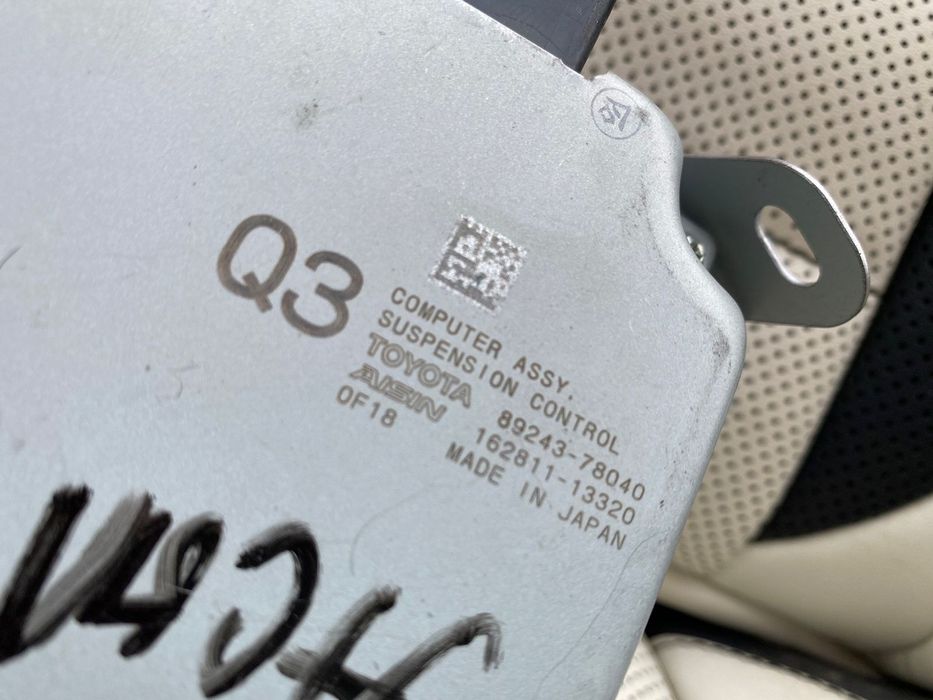 Q3
COMPUTER ASSY,
SUSPENSION CONTROL
TOYOTA 89243-78040
AISIN 162811-13320
0F18 MADE IN JAPAN